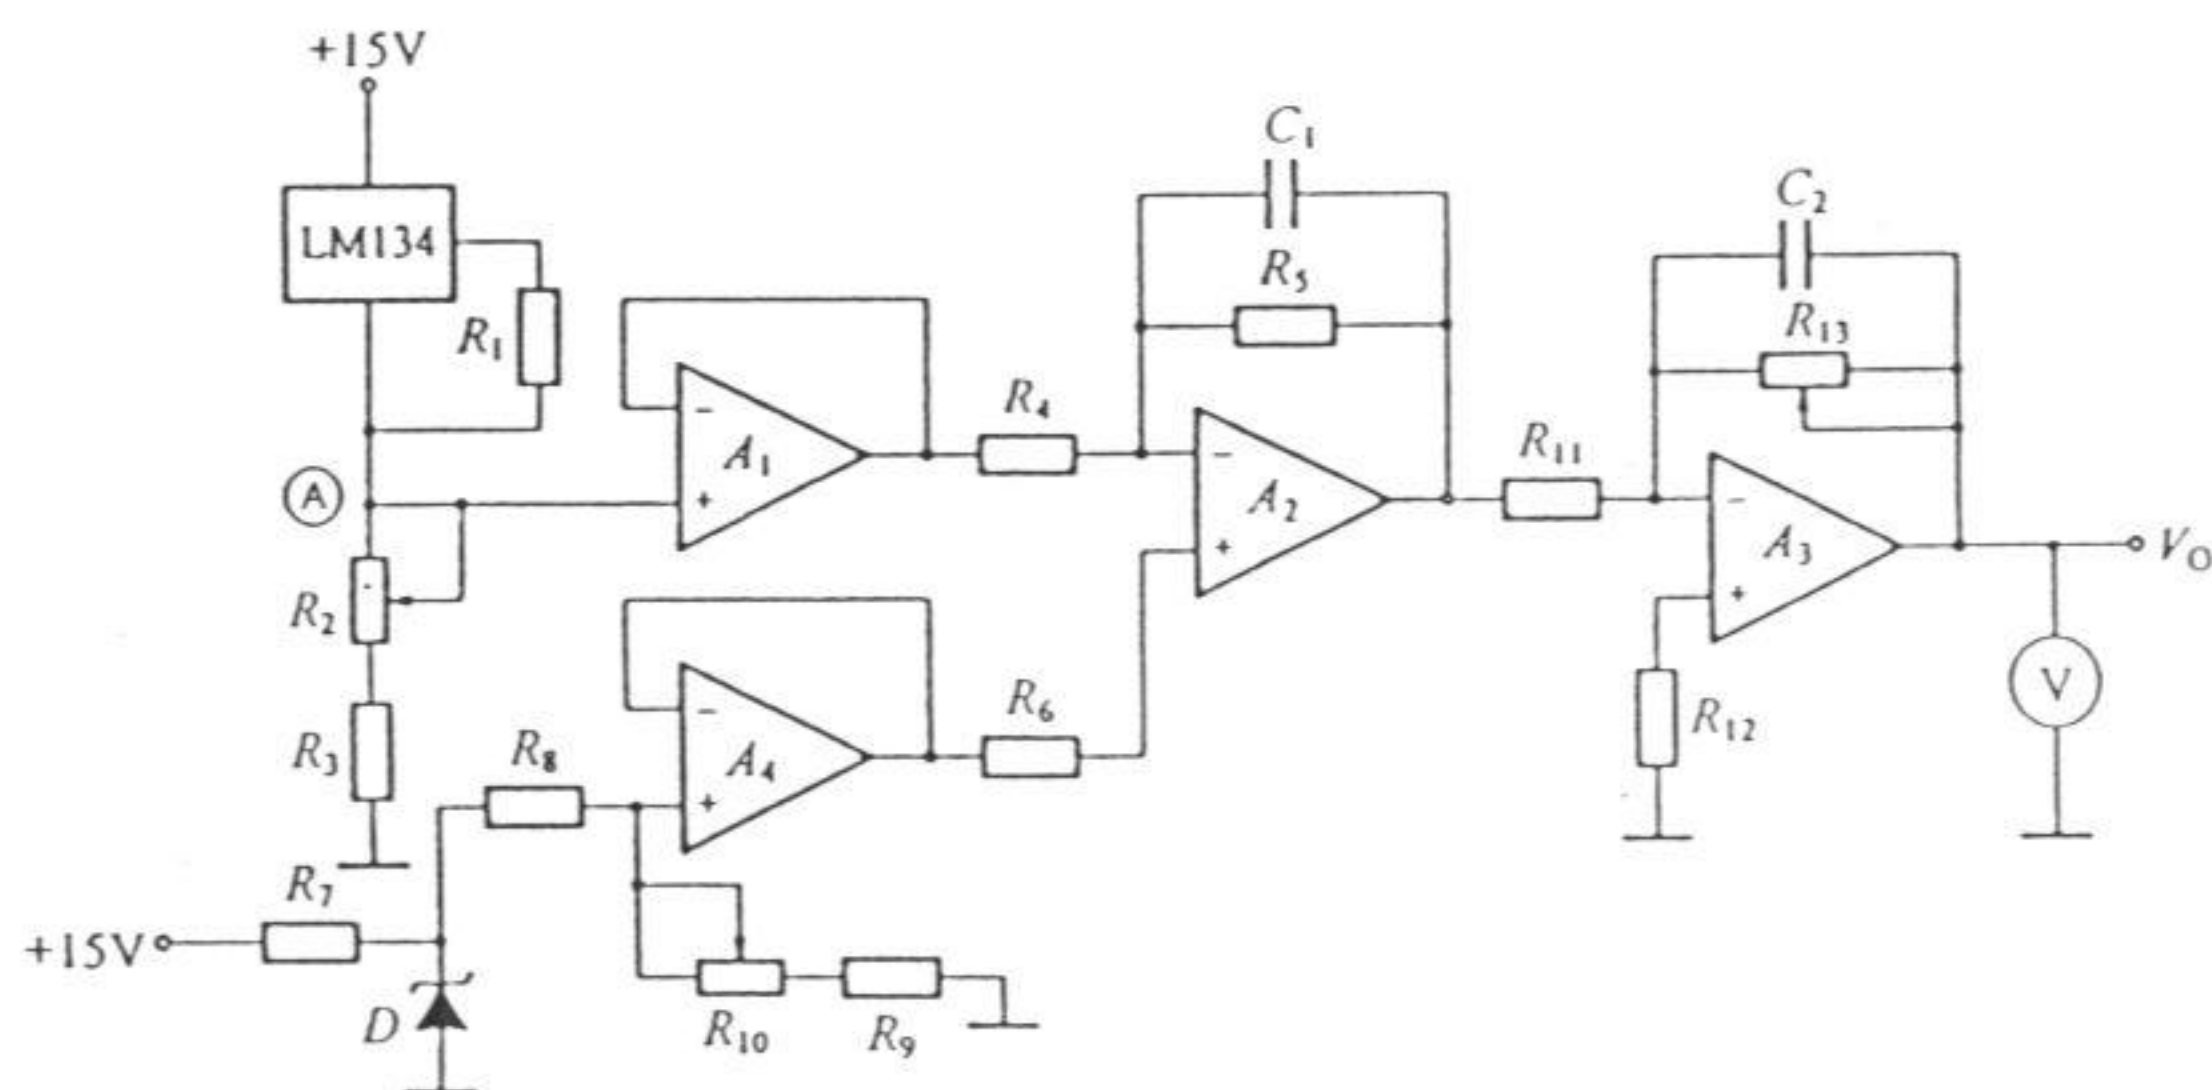 +15V
LM134
R₁
A
R₂
R₃
A₁
-
+
R₄
C₁
R₅
A₂
-
+
R₁₁
C₂
R₁₃
A₃
-
+
V₀
R₁₂
V
A₄
-
+
R₆
R₈
R₇
+15V
D
R₁₀
R₉